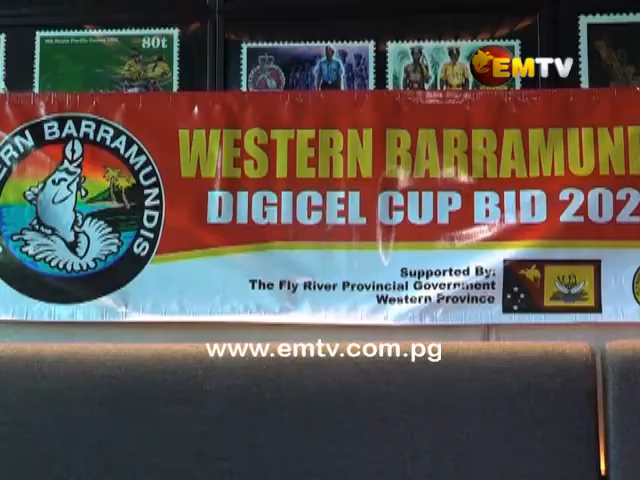 80t
EMTV
ERN BARRAMUNDIS
WESTERN BARRAMUN
DIGICEL CUP BID 202
Supported By:
The Fly River Provincial Government
Western Province
www.emtv.com.pg